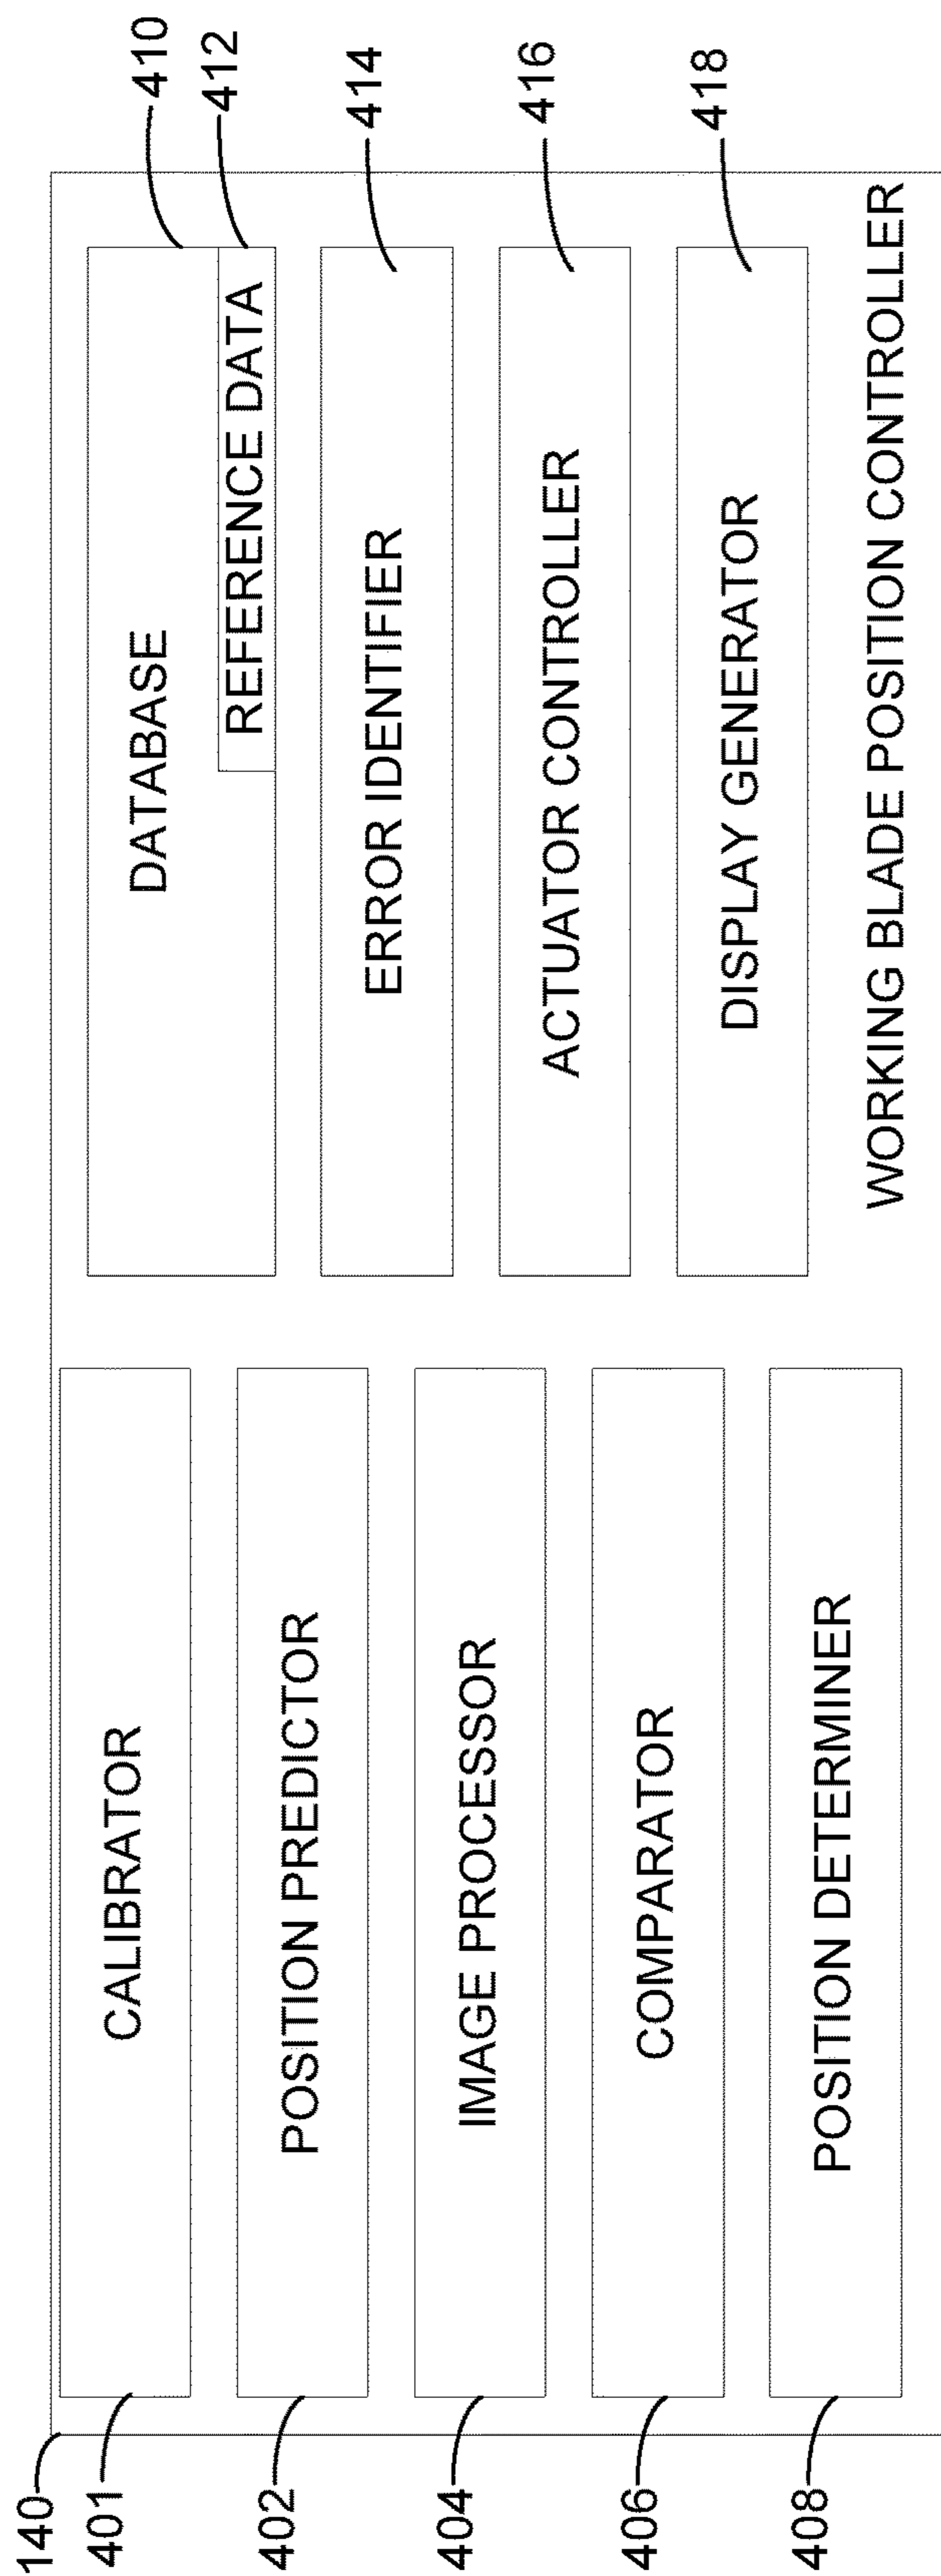 140
401
CALIBRATOR
402
POSITION PREDICTOR
404
IMAGE PROCESSOR
406
COMPARATOR
408
POSITION DETERMINER
DATABASE
410
REFERENCE DATA
412
ERROR IDENTIFIER
414
ACTUATOR CONTROLLER
416
DISPLAY GENERATOR
418
WORKING BLADE POSITION CONTROLLER